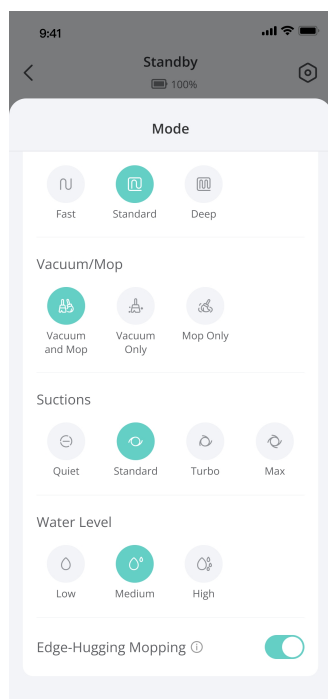 9:41
Standby
100%
Mode
Fast Standard Deep
Vacuum/Mop
Vacuum and Mop
Vacuum Only
Mop Only
Suctions
Quiet Standard Turbo Max
Water Level
Low Medium High
Edge-Hugging Mopping